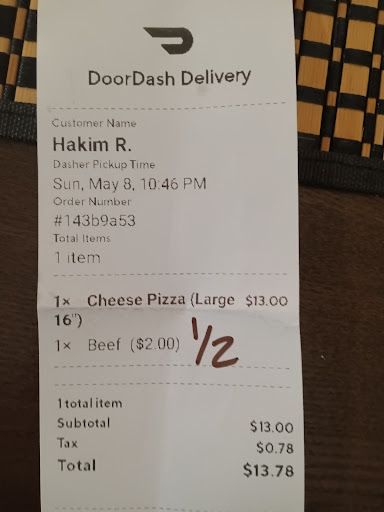 DoorDash Delivery
Customer Name
Hakim R.
Dasher Pickup Time
Sun, May 8, 10:46 PM
Order Number
#143b9a53
Total Items
1 item
1× Cheese Pizza (Large $13.00
16")
1× Beef ($2.00) 1/2
1 total item
Subtotal $13.00
Tax $0.78
Total $13.78